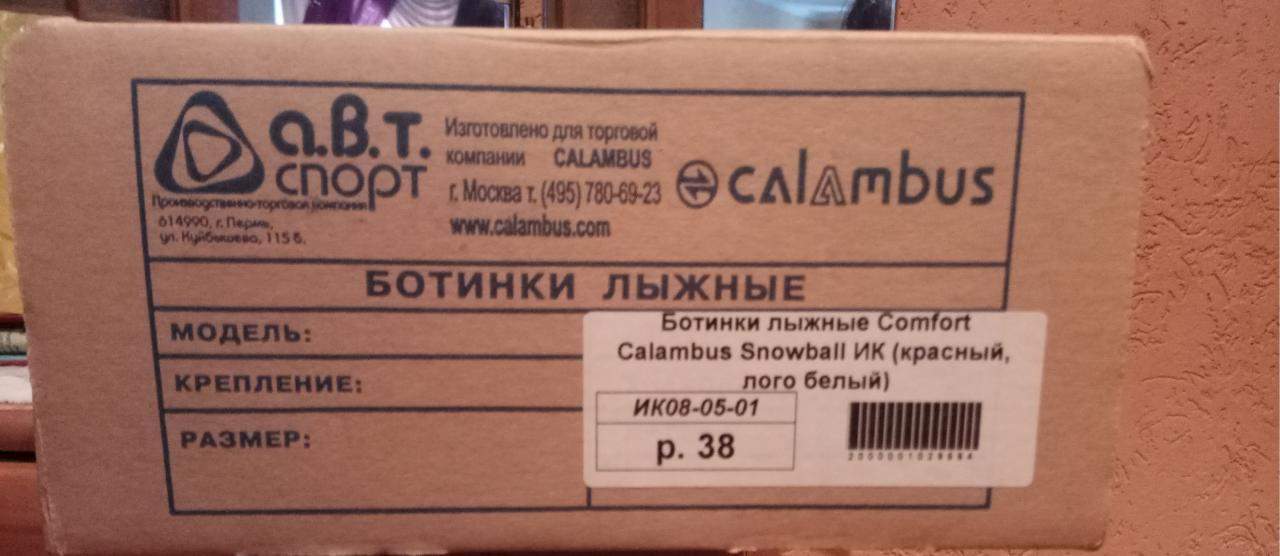 а.в.т.
спорт
Производственно-торговая компания
614990, г. Пермь,
ул. Куйбышева, 115 б.
Изготовлено для торговой
компании CALAMBUS
г. Москва т. (495) 780-69-23
www.calambus.com
calambus
БОТИНКИ ЛЫЖНЫЕ
МОДЕЛЬ:
КРЕПЛЕНИЕ:
РАЗМЕР:
Ботинки лыжные Comfort
Calambus Snowball ИК (красный,
лого белый)
ИК08-05-01
р. 38